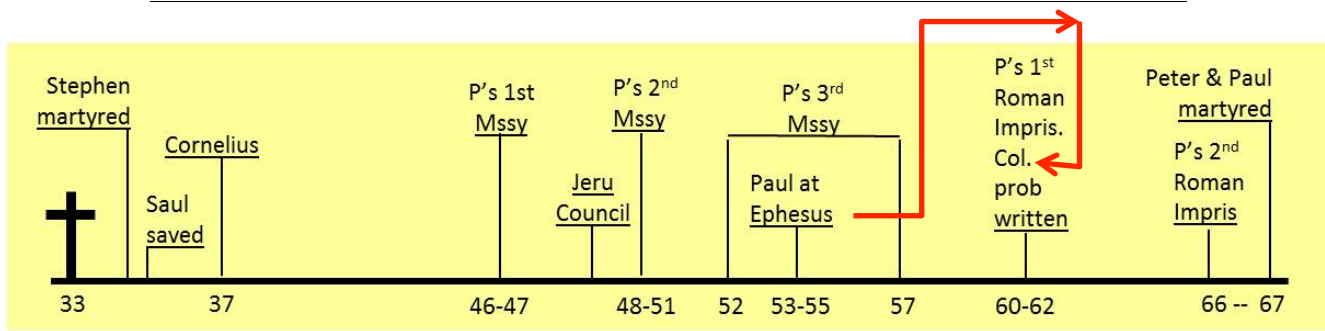 Stephen
martyred
Cornelius
Saul
saved
P's 1st
Mssy
Jeru
Council
P's 2nd
Mssy
P's 3rd
Mssy
Paul at
Ephesus
P's 1st
Roman
Impris.
Col.
prob
written
Peter & Paul
martyred
P's 2nd
Roman
Impris
33 37 46-47 48-51 52 53-55 57 60-62 66 -- 67